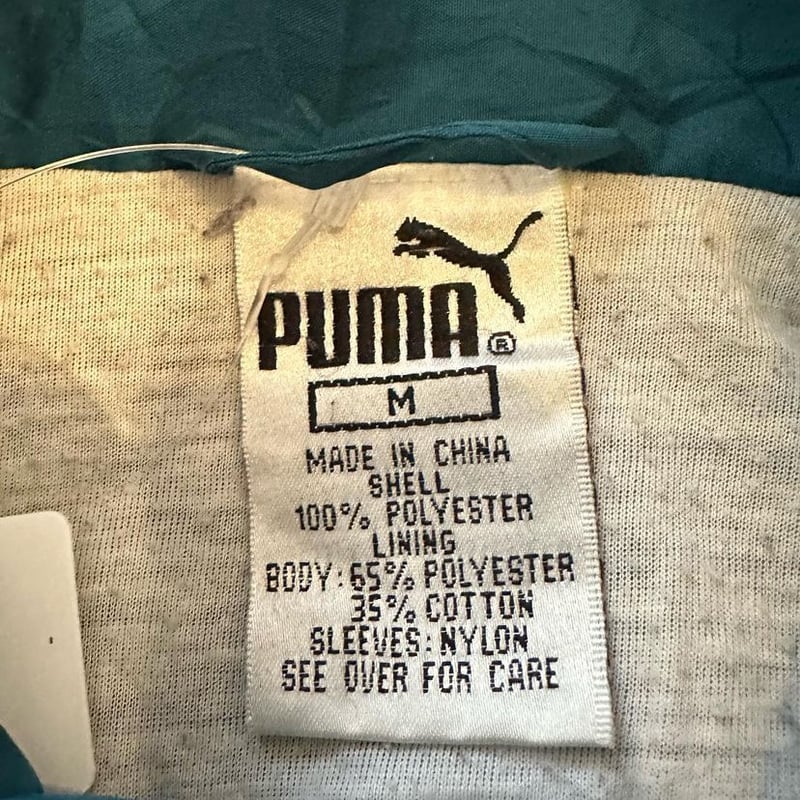 PUMA®
M
MADE IN CHINA
SHELL
100% POLYESTER
LINING
BODY: 65% POLYESTER
35% COTTON
SLEEVES: NYLON
SEE OVER FOR CARE